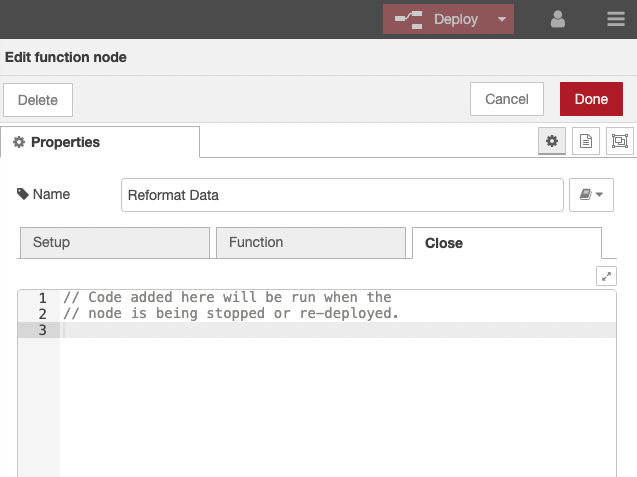 Deploy
Edit function node
Delete
Cancel
Done
Properties
Name
Reformat Data
Setup
Function
Close
1 // Code added here will be run when the
2 // node is being stopped or re-deployed.
3